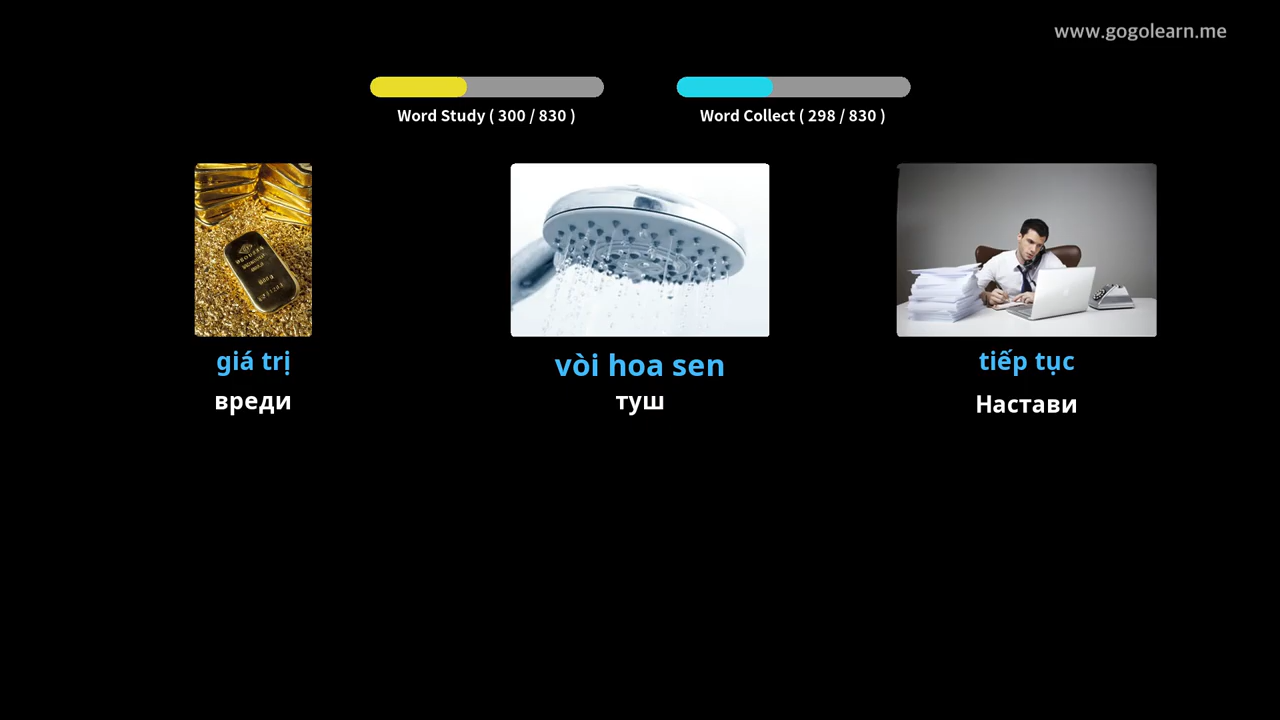 www.gogolearn.me
Word Study ( 300 / 830 )
Word Collect ( 298 / 830 )
giá trị
вреди
vòi hoa sen
туш
tiếp tục
Настави